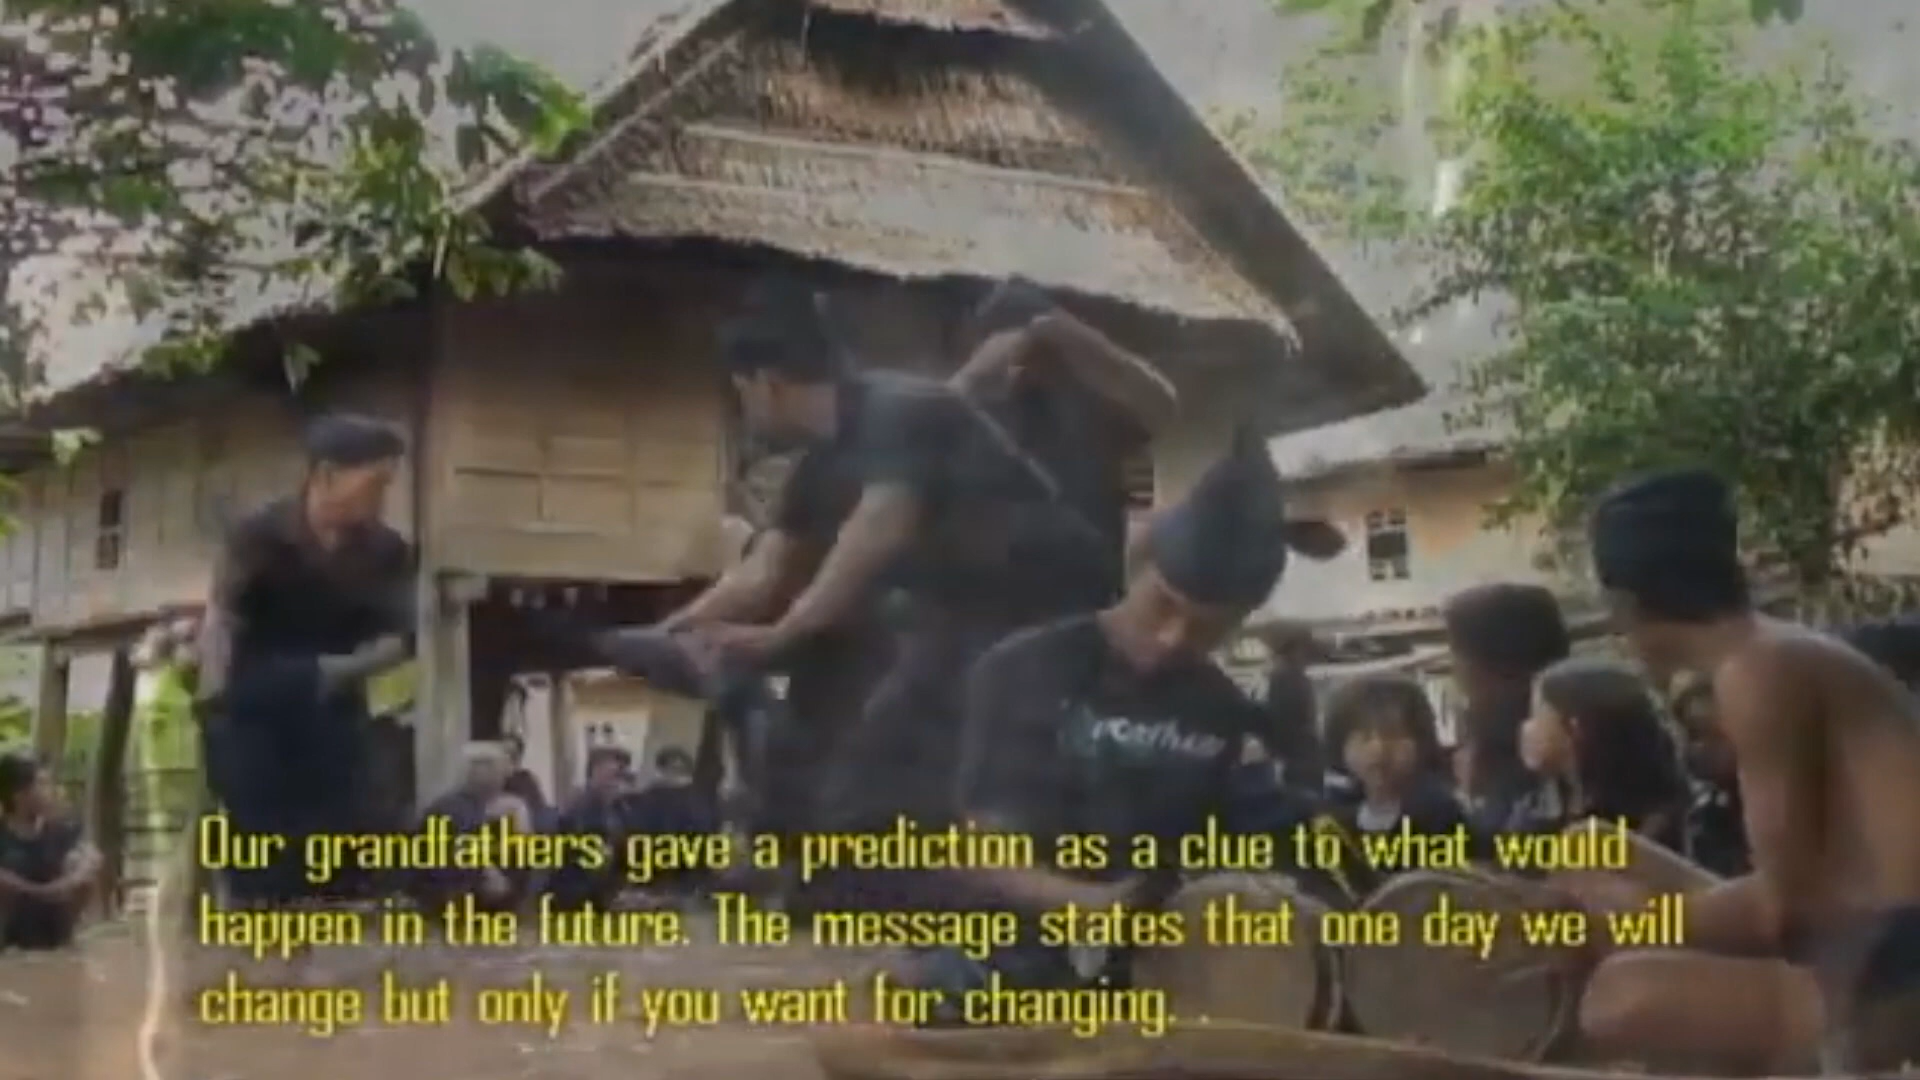 Our grandfathers gave a prediction as a clue to what would
happen in the future. The message states that one day we will
change but only if you want for changing. .